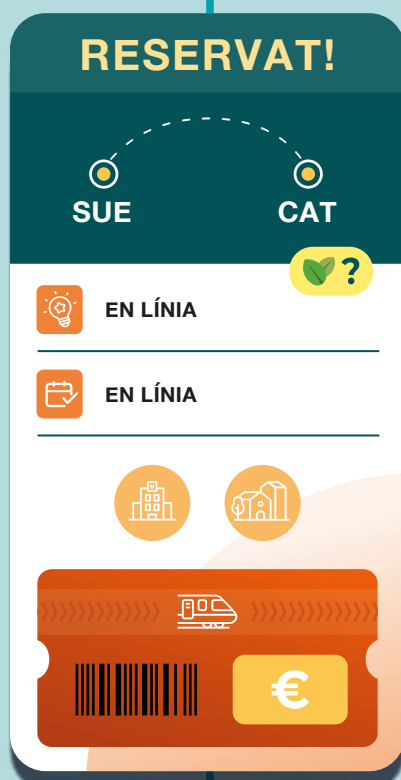 RESERVAT!
SUE CAT
?
EN LÍNIA
EN LÍNIA
€